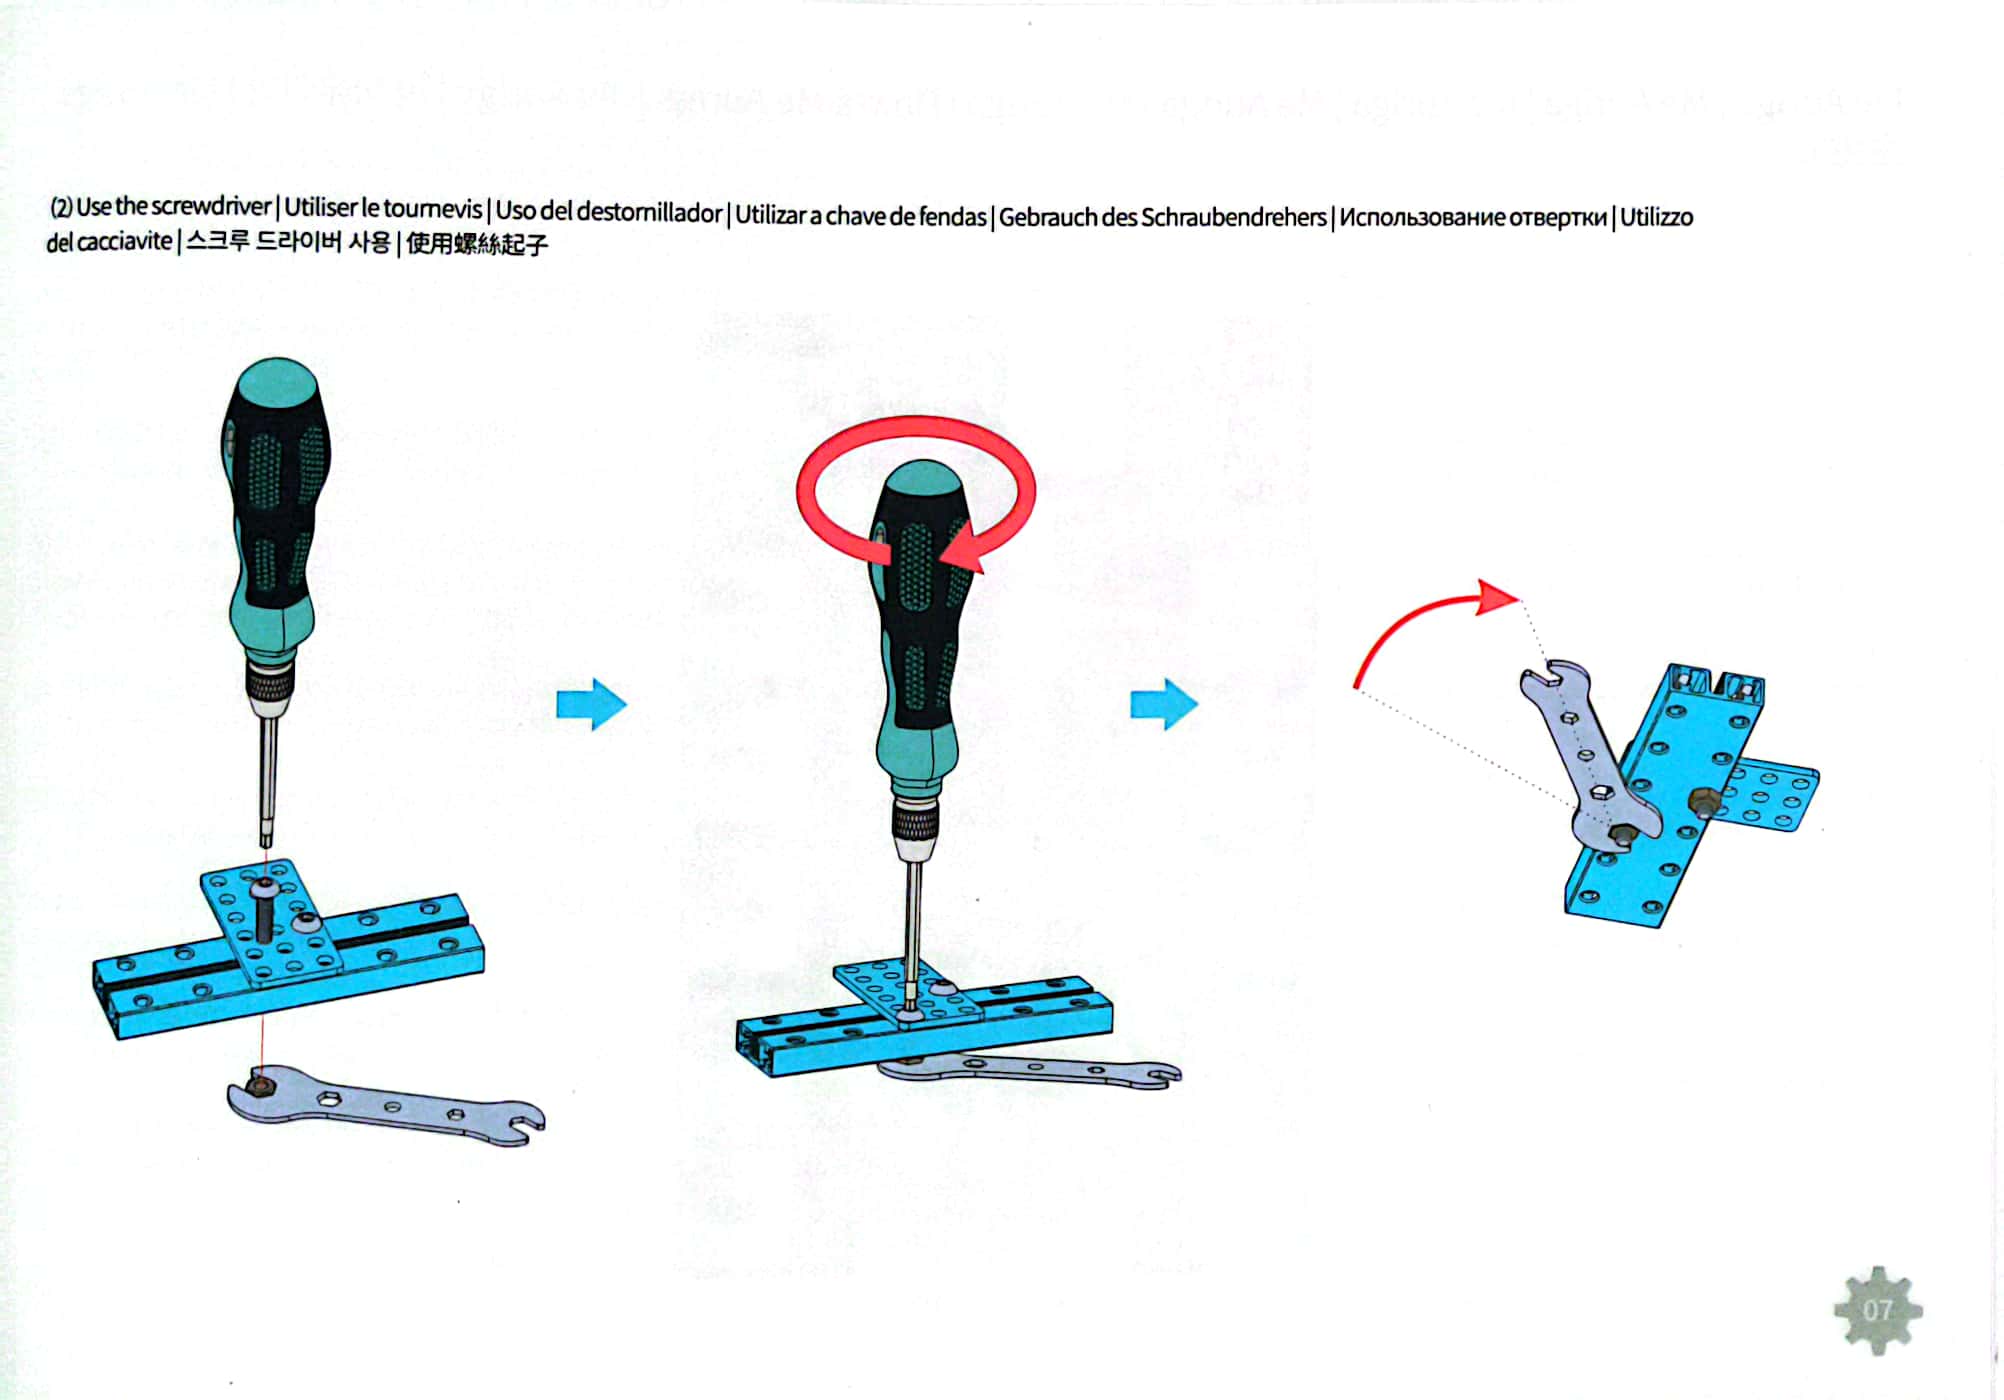 (2) Use the screwdriver | Utiliser le tournevis | Uso del destornillador | Utilizar a chave de fendas | Gebrauch des Schraubendrehers | Использование отвертки | Utilizzo
del cacciavite | 스크루 드라이버 사용 | 使用螺絲起子
07